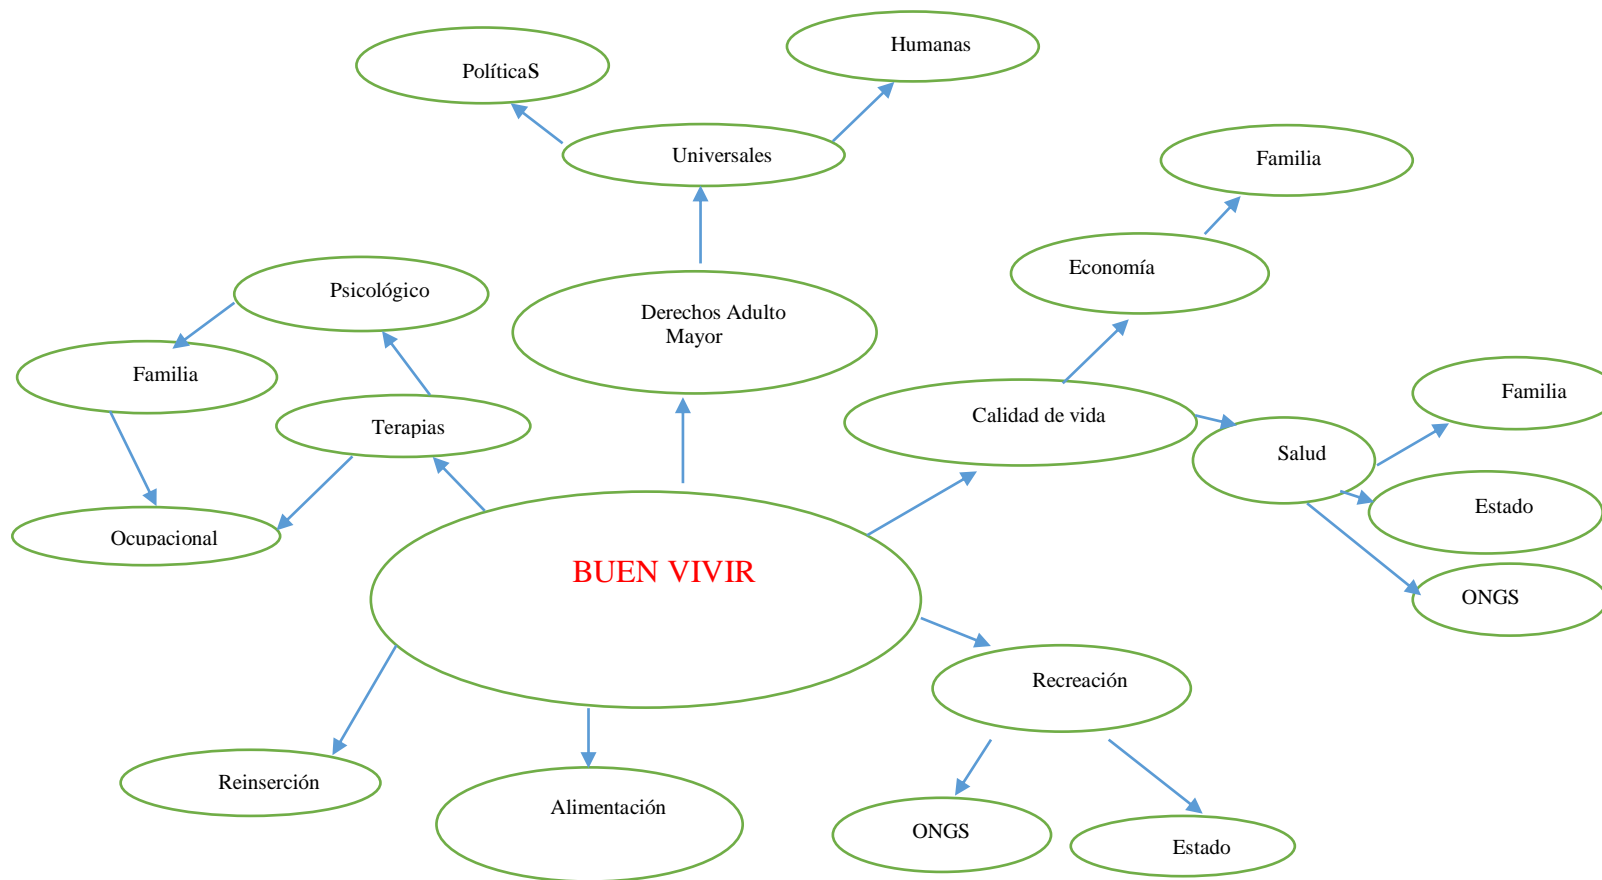 Humanas
PolíticaS
Universales
Familia
Economía
Psicológico
Derechos Adulto
Mayor
Familia
Terapias
Calidad de vida
Familia
Salud
Estado
Ocupacional
BUEN VIVIR
ONGS
Recreación
Reinserción
Alimentación
ONGS
Estado